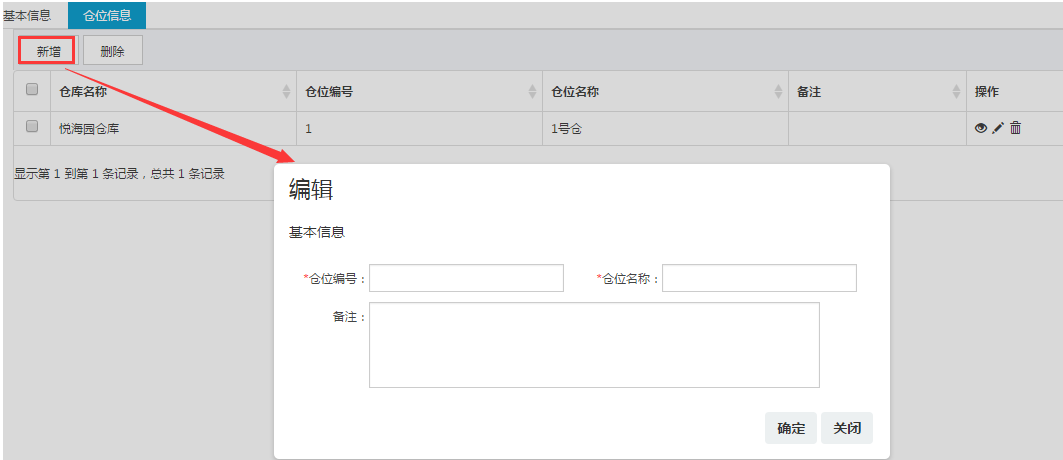 基本信息 仓位信息
新增 删除
仓库名称 仓位编号 仓位名称 备注 操作
悦海园仓库 1 1号仓
显示第 1 到第 1 条记录，总共 1 条记录
编辑
基本信息
*仓位编号： *仓位名称：
备注：
确定 关闭